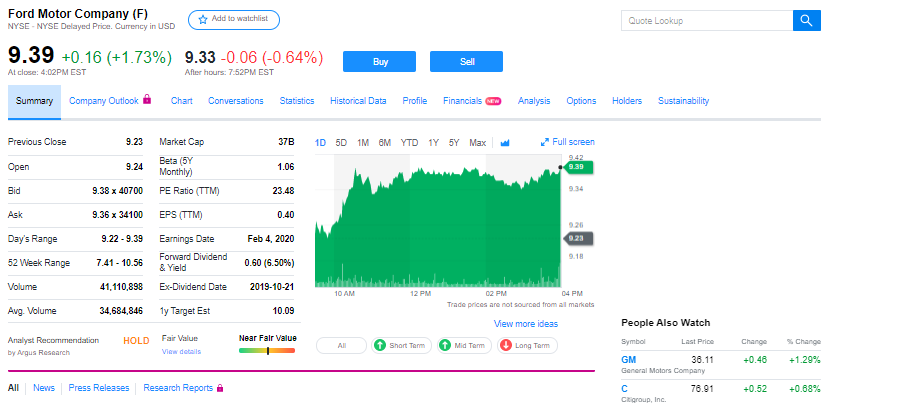 Ford Motor Company (F)
NYSE - NYSE Delayed Price. Currency in USD
Add to watchlist
Quote Lookup
9.39 +0.16 (+1.73%) 9.33 -0.06 (-0.64%)
At close: 4:02PM EST After hours: 7:52PM EST
Buy Sell
Summary Company Outlook Chart Conversations Statistics Historical Data Profile Financials NEW Analysis Options Holders Sustainability
Previous Close 9.23
Open 9.24
Bid 9.38 x 40700
Ask 9.36 x 34100
Day's Range 9.22 - 9.39
52 Week Range 7.41 - 10.56
Volume 41,110,898
Avg. Volume 34,684,846
Market Cap 37B
Beta (5Y
Monthly) 1.06
PE Ratio (TTM) 23.48
EPS (TTM) 0.40
Earnings Date Feb 4, 2020
Forward Dividend
& Yield 0.60 (6.50%)
Ex-Dividend Date 2019-10-21
1y Target Est 10.09
1D 5D 1M 6M YTD 1Y 5Y Max Full screen
9.42
9.39
9.34
9.26
9.23
9.18
10 AM 12 PM 02 PM 04 PM
Trade prices are not sourced from all markets
View more ideas
Analyst Recommendation HOLD
by Argus Research
Fair Value Near Fair Value
View details
All Short Term Mid Term Long Term
All News Press Releases Research Reports
People Also Watch
Symbol Last Price Change % Change
GM 36.11 +0.46 +1.29%
General Motors Company
C 76.91 +0.52 +0.68%
Citigroup, Inc.